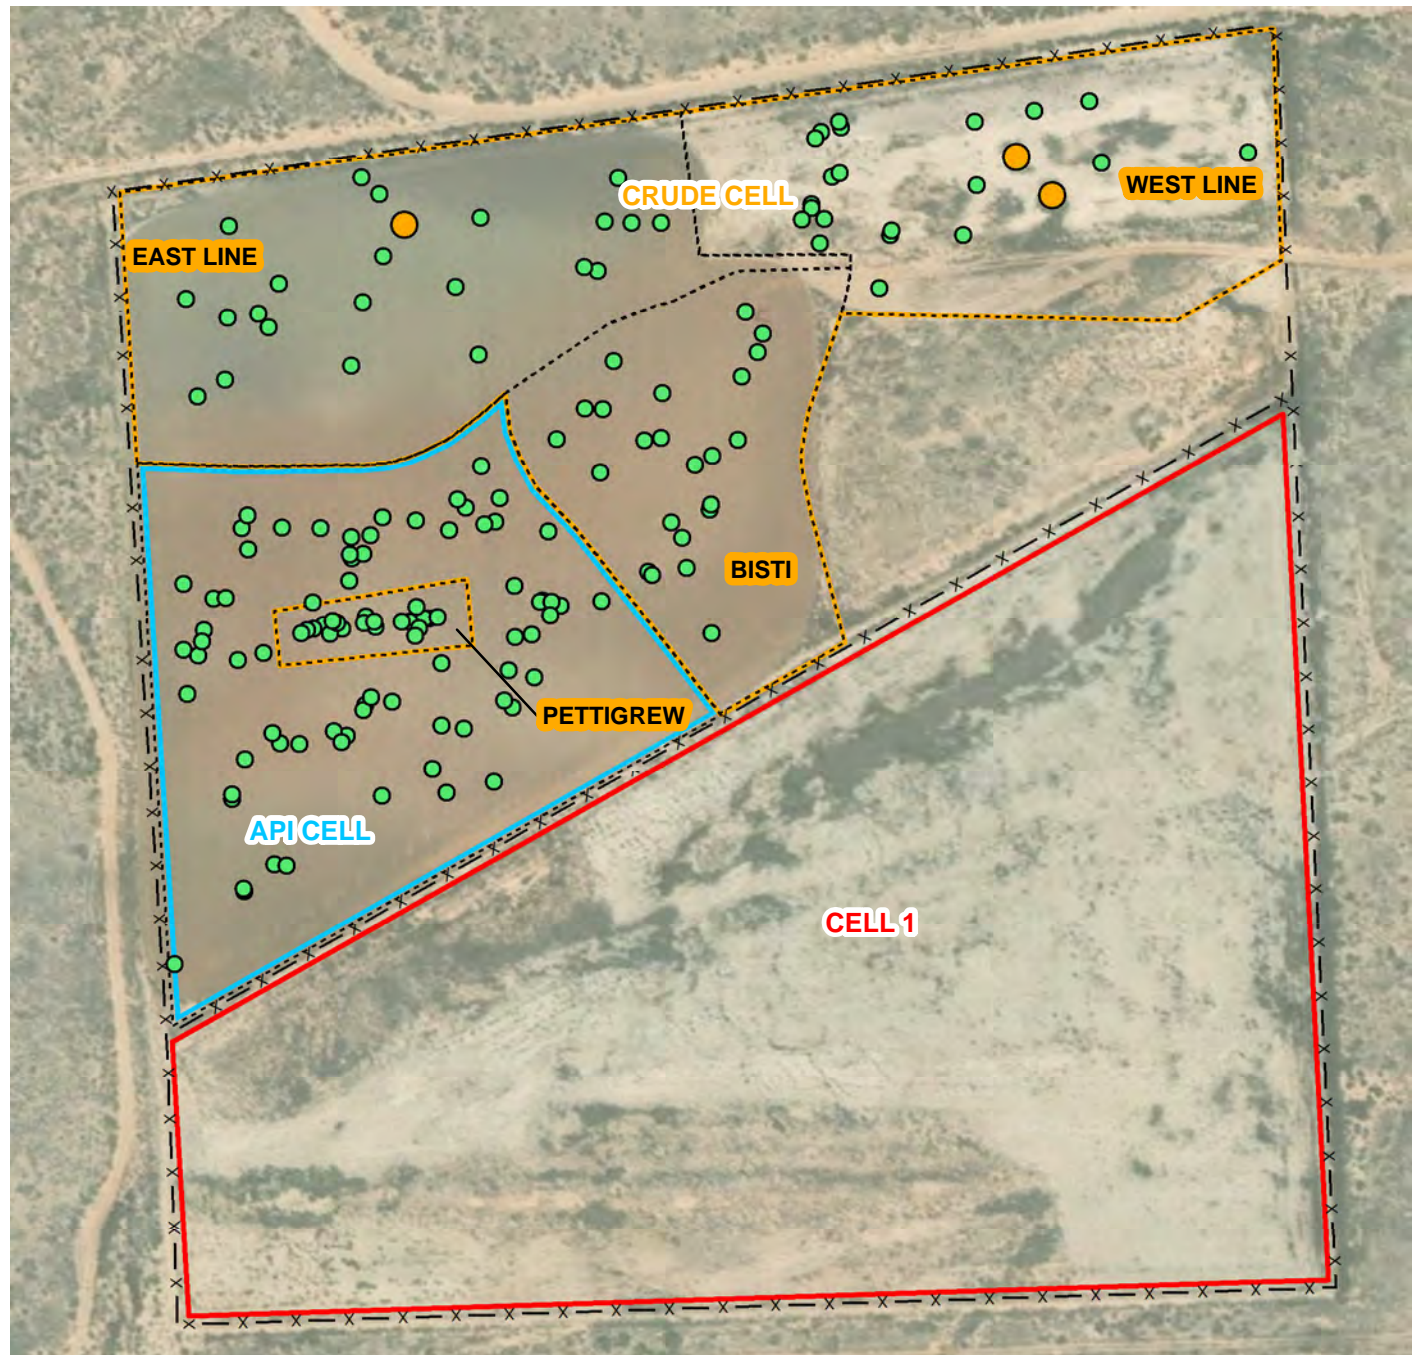 CRUDE CELL
WEST LINE
EAST LINE
BISTI
PETTIGREW
API CELL
CELL 1